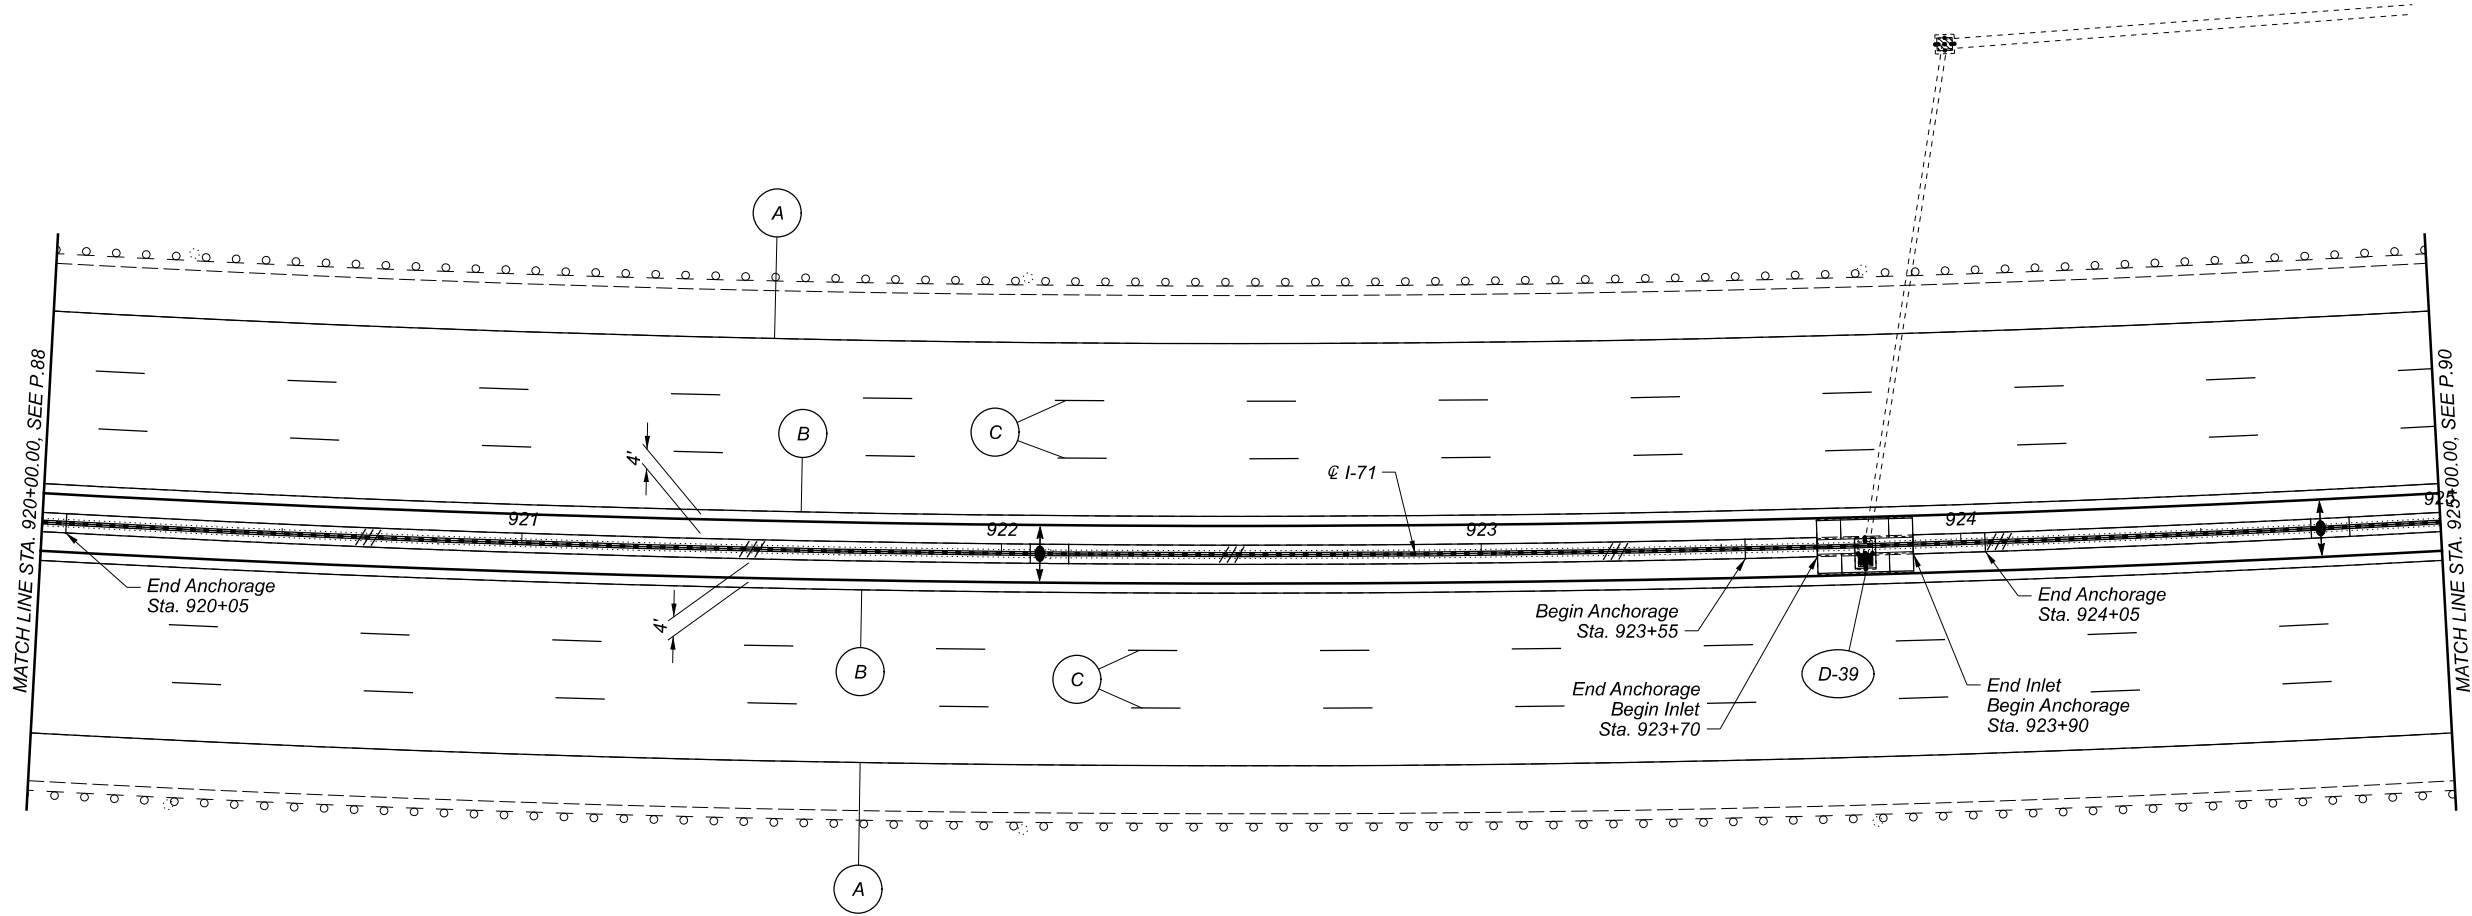 A
MATCH LINE STA. 920+00.00, SEE P.88
MATCH LINE STA. 925+00.00, SEE P.90
B
C
4'
℄ I-71
921
922
923
924
925
End Anchorage
Sta. 920+05
4'
B
C
Begin Anchorage
Sta. 923+55
End Anchorage
Begin Inlet
Sta. 923+70
D-39
End Anchorage
Sta. 924+05
End Inlet
Begin Anchorage
Sta. 923+90
A